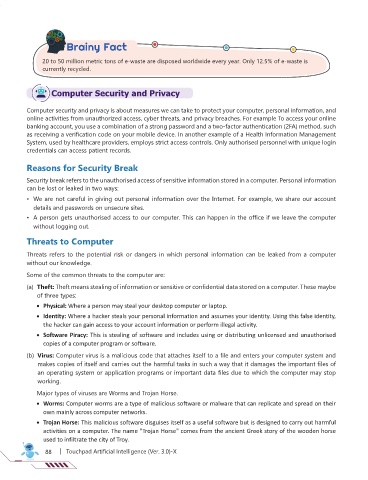 Brainy Fact
20 to 50 million metric tons of e-waste are disposed worldwide every year. Only 12.5% of e-waste is
currently recycled.
Computer Security and Privacy
Computer security and privacy is about measures we can take to protect your computer, personal information, and
online activities from unauthorized access, cyber threats, and privacy breaches. For example To access your online
banking account, you use a combination of a strong password and a two-factor authentication (2FA) method, such
as receiving a verification code on your mobile device. In another example of a Health Information Management
System, used by healthcare providers, employs strict access controls. Only authorised personnel with unique login
credentials can access patient records.
Reasons for Security Break
Security break refers to the unauthorised access of sensitive information stored in a computer. Personal information
can be lost or leaked in two ways:
• We are not careful in giving out personal information over the Internet. For example, we share our account
details and passwords on unsecure sites.
• A person gets unauthorised access to our computer. This can happen in the office if we leave the computer
without logging out.
Threats to Computer
Threats refers to the potential risk or dangers in which personal information can be leaked from a computer
without our knowledge.
Some of the common threats to the computer are:
(a) Theft: Theft means stealing of information or sensitive or confidential data stored on a computer. These maybe
of three types:
• Physical: Where a person may steal your desktop computer or laptop.
• Identity: Where a hacker steals your personal information and assumes your identity. Using this false identity,
the hacker can gain access to your account information or perform illegal activity.
• Software Piracy: This is stealing of software and includes using or distributing unlicensed and unauthorised
copies of a computer program or software.
(b) Virus: Computer virus is a malicious code that attaches itself to a file and enters your computer system and
makes copies of itself and carries out the harmful tasks in such a way that it damages the important files of
an operating system or application programs or important data files due to which the computer may stop
working.
Major types of viruses are Worms and Trojan Horse.
• Worms: Computer worms are a type of malicious software or malware that can replicate and spread on their
own mainly across computer networks.
• Trojan Horse: This malicious software disguises itself as a useful software but is designed to carry out harmful
activities on a computer. The name "Trojan Horse" comes from the ancient Greek story of the wooden horse
used to infiltrate the city of Troy.
88 | Touchpad Artificial Intelligence (Ver. 3.0)-X